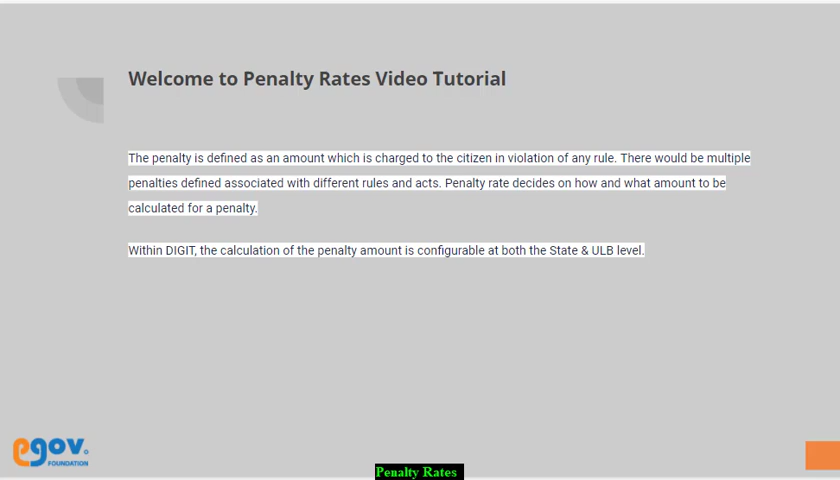 Welcome to Penalty Rates Video Tutorial
The penalty is defined as an amount which is charged to the citizen in violation of any rule. There would be multiple
penalties defined associated with different rules and acts. Penalty rate decides on how and what amount to be
calculated for a penalty.
Within DIGIT, the calculation of the penalty amount is configurable at both the State & ULB level.
egov
FOUNDATION
Penalty Rates